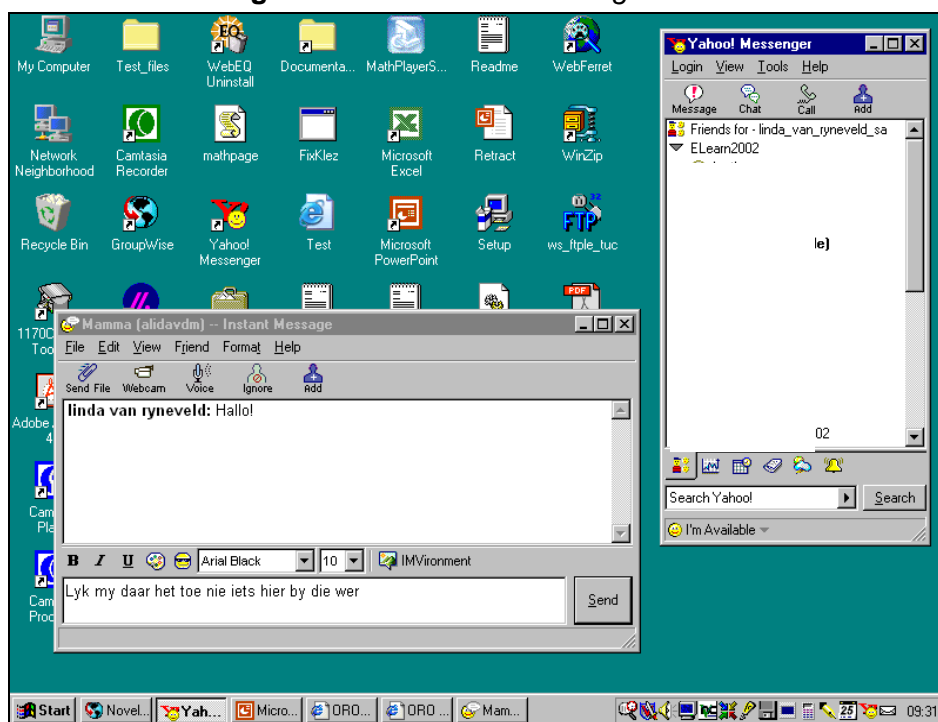 My Computer
Test_files
WebEQ
Uninstall
Documenta...
MathPlayerS...
Readme
WebFerret
Network
Neighborhood
Camtasia
Recorder
mathpage
FixKlez
Microsoft
Excel
Retract
WinZip
Recycle Bin
GroupWise
Yahoo!
Messenger
Test
Microsoft
PowerPoint
Setup
ws_ftple_tuc
Yahoo! Messenger
Login View Tools Help
Message Chat Call Add
Friends for - linda_van_ryneveld_sa
ELearn2002
le)
02
Search Yahoo!
Search
I'm Available
Mamma (alidavdm) -- Instant Message
File Edit View Friend Format Help
Send File Webcam Voice Ignore Add
linda van ryneveld: Hallo!
B I U Arial Black 10 IMVironment
Lyk my daar het toe nie iets hier by die wer
Send
Start Novel... Yah... Micro... ORO... ORO ... Mam... 25 09:31